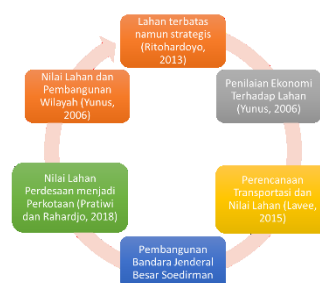 Lahan terbatas
namun strategis
(Ritohardoyo,
2013)
Penilaian Ekonomi
Terhadap Lahan
(Yunus, 2006)
Perencanaan
Transportasi dan
Nilai Lahan (Lavee,
2015)
Pembangunan
Bandara Jenderal
Besar Soedirman
Nilai Lahan
Perdesaan menjadi
Perkotaan (Pratiwi
dan Rahardjo, 2018)
Nilai Lahan dan
Pembangunan
Wilayah (Yunus,
2006)